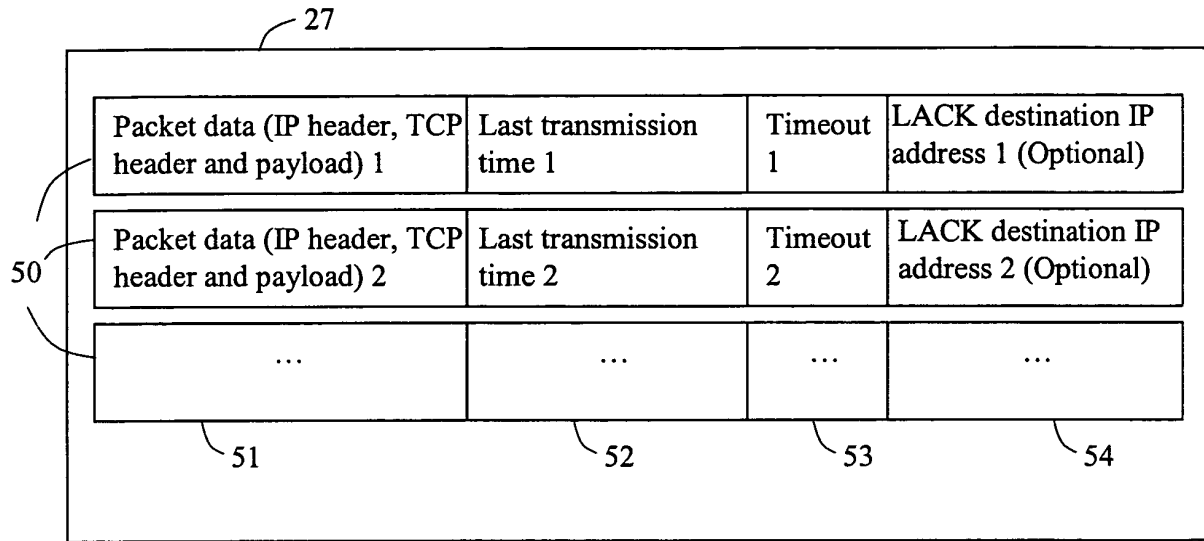 27
Packet data (IP header, TCP
header and payload) 1
Last transmission
time 1
Timeout
1
LACK destination IP
address 1 (Optional)
Packet data (IP header, TCP
header and payload) 2
Last transmission
time 2
Timeout
2
LACK destination IP
address 2 (Optional)
50
...
...
...
...
51
52
53
54